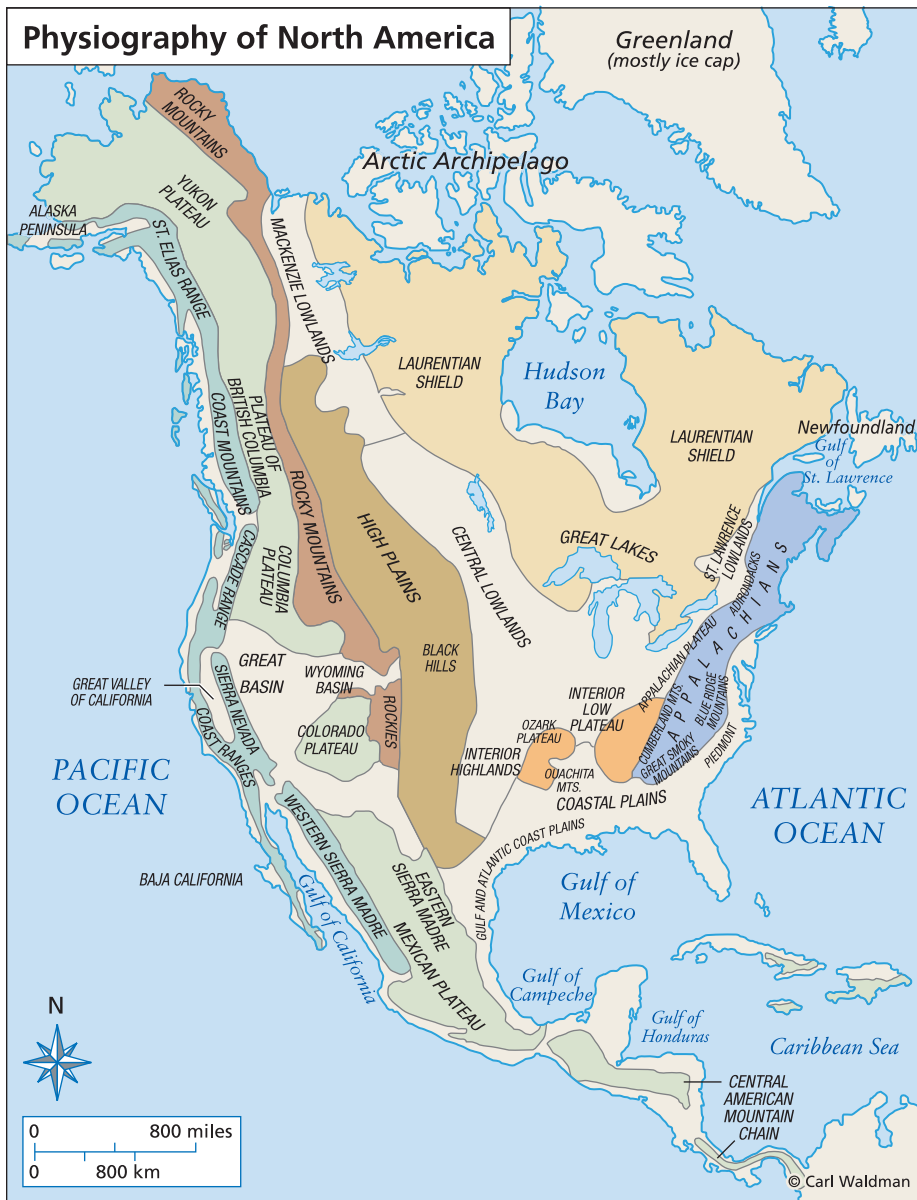 Physiography of North America
Greenland
(mostly ice cap)
ROCKY
MOUNTAINS
Arctic Archipelago
YUKON
PLATEAU
ALASKA
PENINSULA
ST. ELIAS RANGE
MACKENZIE LOWLANDS
LAURENTIAN
SHIELD
Hudson
Bay
LAURENTIAN
SHIELD
Newfoundland
Gulf
of
St. Lawrence
COAST MOUNTAINS
PLATEAU OF
BRITISH COLUMBIA
ROCKY MOUNTAINS
HIGH PLAINS
CENTRAL LOWLANDS
GREAT LAKES
ST. LAWRENCE
LOWLANDS
CASCADE RANGE
COLUMBIA
PLATEAU
ADIRONDACKS
APPALACHIANS
APPALACHIAN PLATEAU
BLACK
HILLS
GREAT
BASIN
WYOMING
BASIN
GREAT VALLEY
OF CALIFORNIA
SIERRA NEVADA
COAST RANGES
COLORADO
PLATEAU
ROCKIES
INTERIOR
LOW
PLATEAU
OZARK
PLATEAU
INTERIOR
HIGHLANDS
OUACHITA
MTS.
CUMBERLAND MTS.
BLUE RIDGE
MOUNTAINS
GREAT SMOKY
MOUNTAINS
PIEDMONT
COASTAL PLAINS
GULF AND ATLANTIC COAST PLAINS
PACIFIC
OCEAN
ATLANTIC
OCEAN
WESTERN SIERRA MADRE
BAJA CALIFORNIA
Gulf of California
EASTERN
SIERRA MADRE
MEXICAN PLATEAU
Gulf of
Mexico
Gulf of
Campeche
Gulf of
Honduras
Caribbean Sea
CENTRAL
AMERICAN
MOUNTAIN
CHAIN
N
0 800 miles
0 800 km
© Carl Waldman